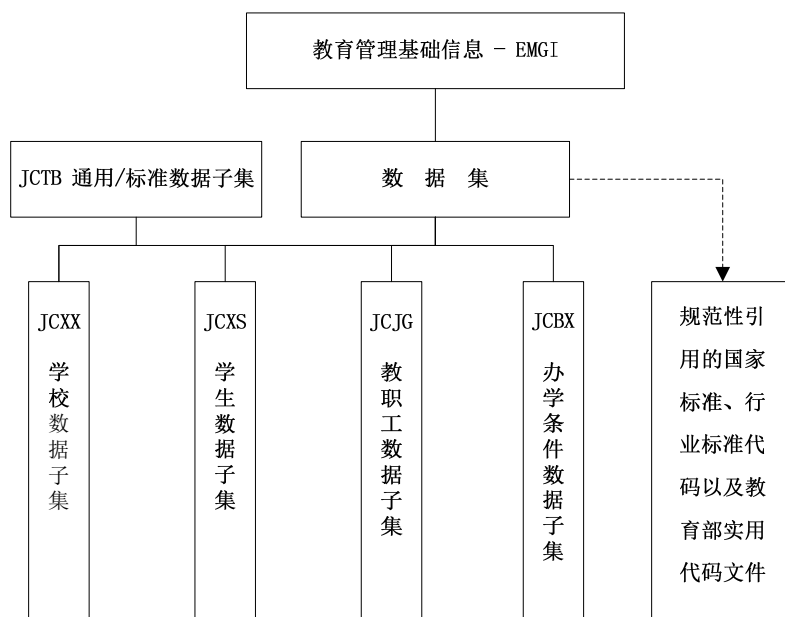 教育管理基础信息 - EMGI
JCTB 通用/标准数据子集
数 据 集
JCXX
学校数据子集
JCXS
学生数据子集
JCJG
教职工数据子集
JCBX
办学条件数据子集
规范性引
用的国家
标准、行
业标准代
码以及教
育部实用
代码文件